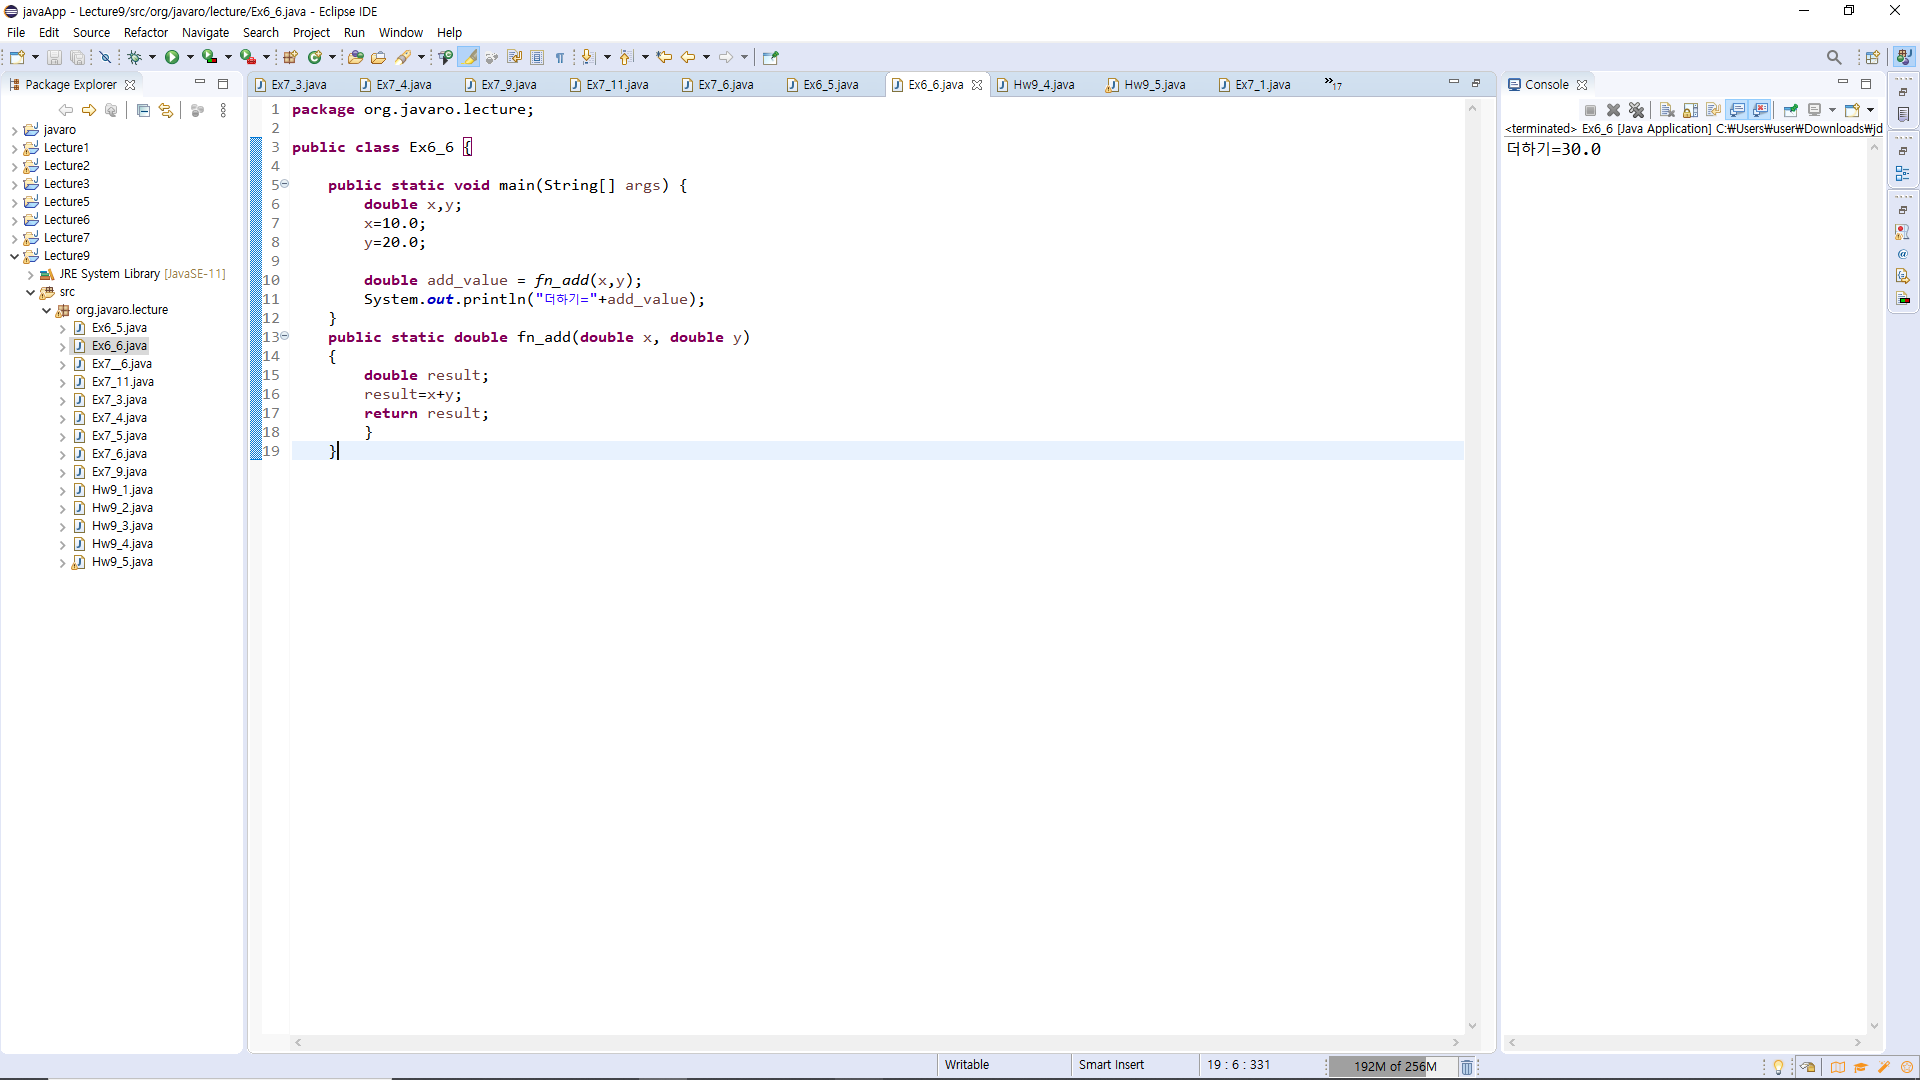 javaApp - Lecture9/src/org/javaro/lecture/Ex6_6.java - Eclipse IDE
File Edit Source Refactor Navigate Search Project Run Window Help
Package Explorer
javaro
Lecture1
Lecture2
Lecture3
Lecture5
Lecture6
Lecture7
Lecture9
JRE System Library [JavaSE-11]
src
org.javaro.lecture
Ex6_5.java
Ex6_6.java
Ex7__6.java
Ex7_11.java
Ex7_3.java
Ex7_4.java
Ex7_5.java
Ex7_6.java
Ex7_9.java
Hw9_1.java
Hw9_2.java
Hw9_3.java
Hw9_4.java
Hw9_5.java
Ex7_3.java Ex7_4.java Ex7_9.java Ex7_11.java Ex7_6.java Ex6_5.java Ex6_6.java Hw9_4.java Hw9_5.java Ex7_1.java »17
1 package org.javaro.lecture;
2
3 public class Ex6_6 {
4
5 public static void main(String[] args) {
6 double x,y;
7 x=10.0;
8 y=20.0;
9
10 double add_value = fn_add(x,y);
11 System.out.println("더하기="+add_value);
12 }
13 public static double fn_add(double x, double y)
14 {
15 double result;
16 result=x+y;
17 return result;
18 }
19 }
Console
<terminated> Ex6_6 [Java Application] C:₩Users₩user₩Downloads₩jd
더하기=30.0
Writable Smart Insert 19 : 6 : 331 192M of 256M